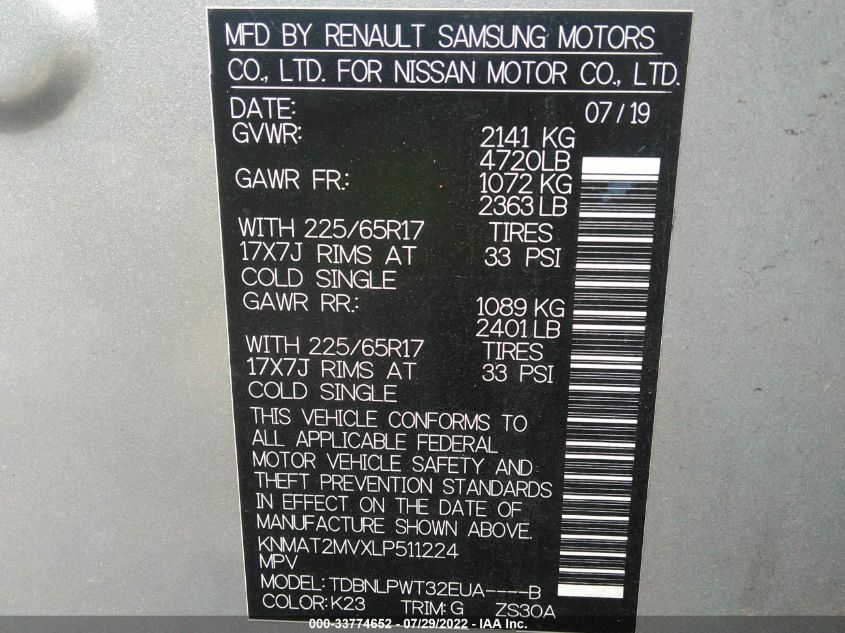 MFD BY RENAULT SAMSUNG MOTORS
CO., LTD. FOR NISSAN MOTOR CO., LTD.
DATE: 07/19
GVWR: 2141 KG
4720LB
GAWR FR.: 1072 KG
2363 LB
WITH 225/65R17 TIRES
17X7J RIMS AT 33 PSI
COLD SINGLE
GAWR RR.: 1089 KG
2401 LB
WITH 225/65R17 TIRES
17X7J RIMS AT 33 PSI
COLD SINGLE
THIS VEHICLE CONFORMS TO
ALL APPLICABLE FEDERAL
MOTOR VEHICLE SAFETY AND
THEFT PREVENTION STANDARDS
IN EFFECT ON THE DATE OF
MANUFACTURE SHOWN ABOVE.
KNMAT2MVXLP511224
MPV
MODEL: TDBNLPWT32EUA----B
COLOR: K23 TRIM: G ZS30A
000-33774652 - 07/29/2022 - IAA Inc.